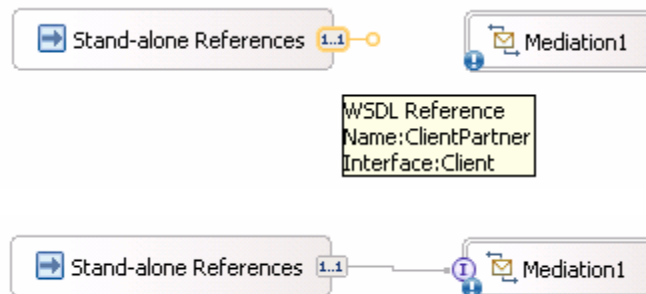 Stand-alone References 1..1 Mediation1
WSDL Reference
Name:ClientPartner
Interface:Client
Stand-alone References 1..1 I Mediation1